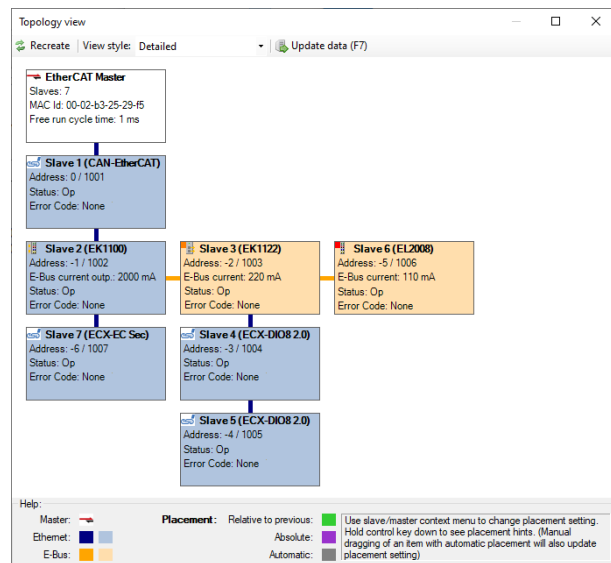 Topology view
Recreate View style: Detailed Update data (F7)
EtherCAT Master
Slaves: 7
MAC Id: 00-02-b3-25-29-f5
Free run cycle time: 1 ms
Slave 1 (CAN-EtherCAT)
Address: 0 / 1001
Status: Op
Error Code: None
Slave 2 (EK1100)
Address: -1 / 1002
E-Bus current outp.: 2000 mA
Status: Op
Error Code: None
Slave 3 (EK1122)
Address: -2 / 1003
E-Bus current: 220 mA
Status: Op
Error Code: None
Slave 6 (EL2008)
Address: -5 / 1006
E-Bus current: 110 mA
Status: Op
Error Code: None
Slave 7 (ECX-EC Sec)
Address: -6 / 1007
Status: Op
Error Code: None
Slave 4 (ECX-DIO8 2.0)
Address: -3 / 1004
Status: Op
Error Code: None
Slave 5 (ECX-DIO8 2.0)
Address: -4 / 1005
Status: Op
Error Code: None
Help:
Master:
Ethernet:
E-Bus:
Placement: Relative to previous:
Absolute:
Automatic:
Use slave/master context menu to change placement setting.
Hold control key down to see placement hints. (Manual
dragging of an item with automatic placement will also update
placement setting)